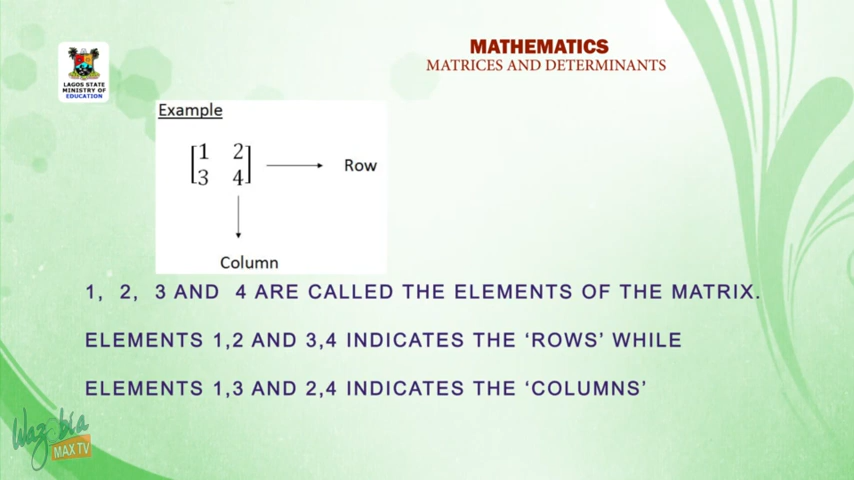 MATHEMATICS
MATRICES AND DETERMINANTS
LAGOS STATE
MINISTRY OF
EDUCATION
Example
1 2
3 4
Row
Column
1, 2, 3 AND 4 ARE CALLED THE ELEMENTS OF THE MATRIX.
ELEMENTS 1,2 AND 3,4 INDICATES THE ‘ROWS’ WHILE
ELEMENTS 1,3 AND 2,4 INDICATES THE ‘COLUMNS’
Wazobia
MAX TV